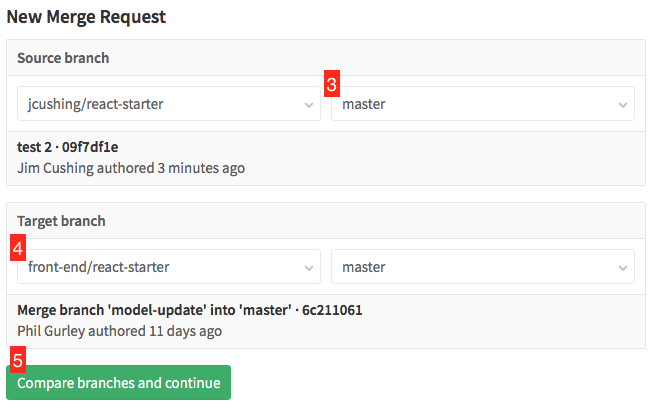 New Merge Request
Source branch
3
jcushing/react-starter master
test 2 · 09f7df1e
Jim Cushing authored 3 minutes ago
Target branch
4
front-end/react-starter master
Merge branch 'model-update' into 'master' · 6c211061
Phil Gurley authored 11 days ago
5
Compare branches and continue